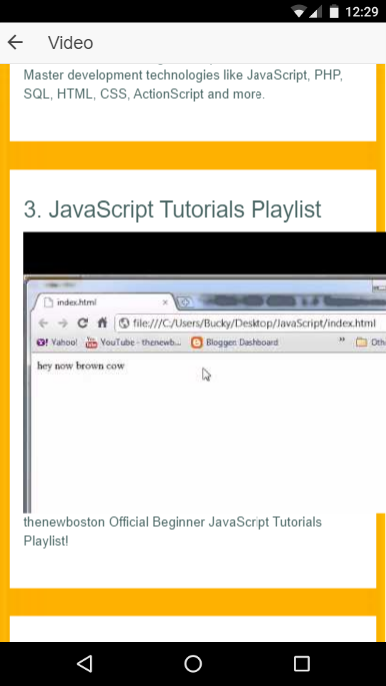 12:29
Video
Master development technologies like JavaScript, PHP,
SQL, HTML, CSS, ActionScript and more.
3. JavaScript Tutorials Playlist
index.html
file:///C:/Users/Bucky/Desktop/JavaScript/index.html
Yahoo! YouTube - thenewb... Blogger: Dashboard » Oth
hey now brown cow
thenewboston Official Beginner JavaScript Tutorials
Playlist!